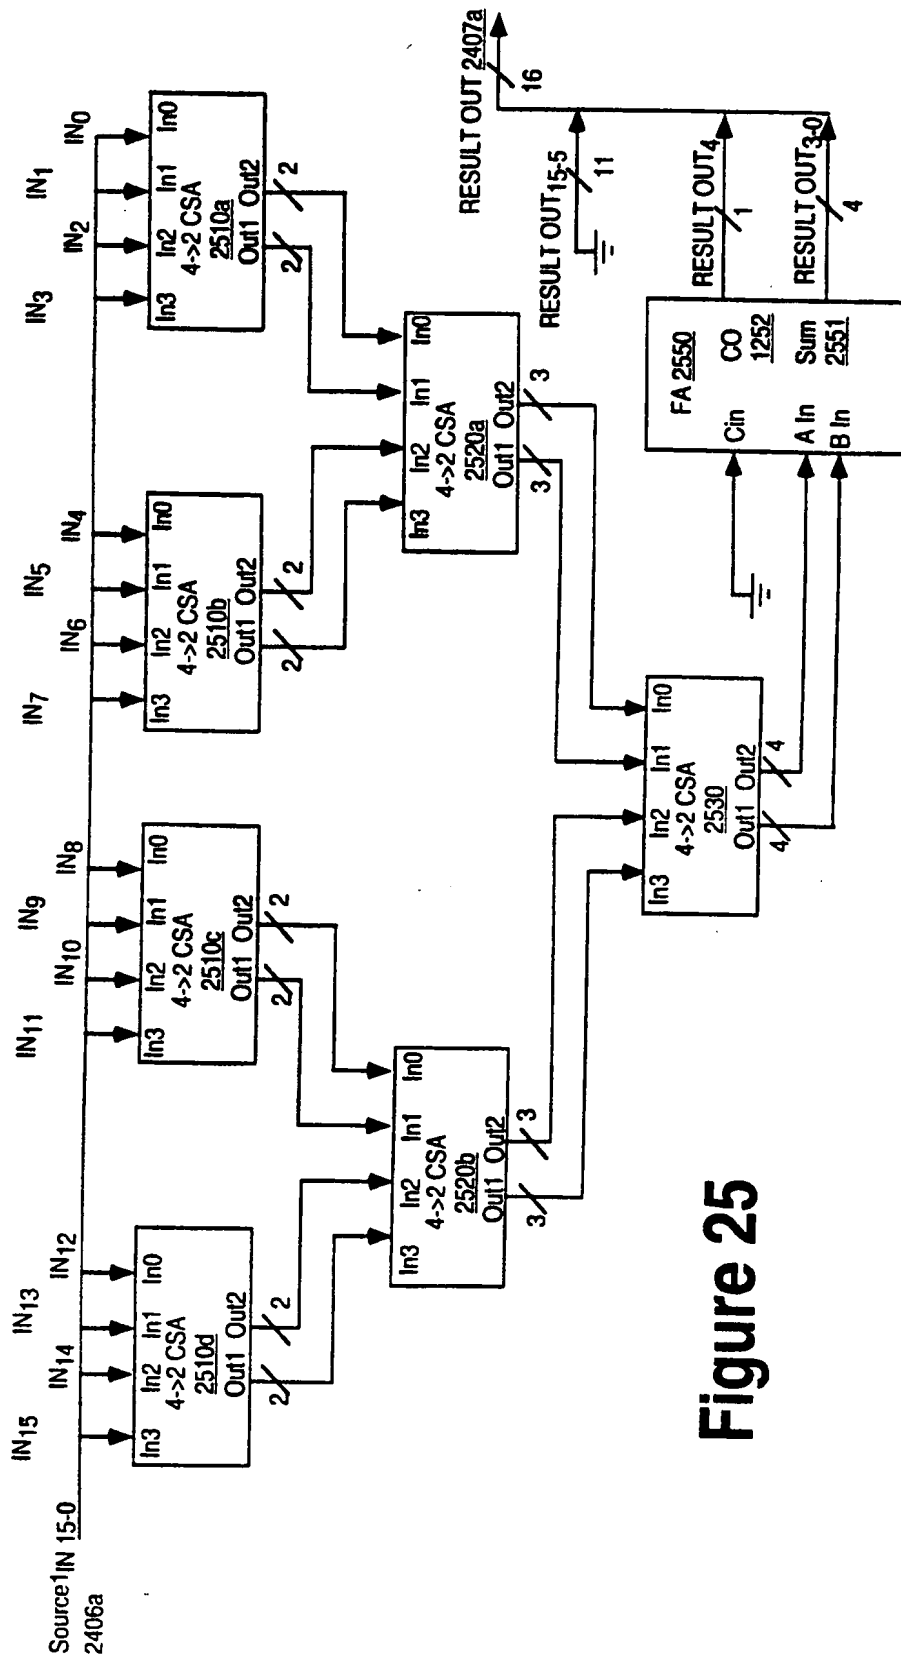 Source1 IN 15-0
2406a
IN15
IN14
IN13
IN12
IN11
IN10
IN9
IN8
IN7
IN6
IN5
IN4
IN3
IN2
IN1
IN0
In3 In2 In1 In0
4->2 CSA
2510d
Out1 Out2
2
2
In3 In2 In1 In0
4->2 CSA
2510c
Out1 Out2
2
2
In3 In2 In1 In0
4->2 CSA
2510b
Out1 Out2
2
2
In3 In2 In1 In0
4->2 CSA
2510a
Out1 Out2
2
2
In3 In2 In1 In0
4->2 CSA
2520b
Out1 Out2
3
3
In3 In2 In1 In0
4->2 CSA
2520a
Out1 Out2
3
3
In3 In2 In1 In0
4->2 CSA
2530
Out1 Out2
4
4
FA 2550
Cin
CO
1252
A In
Sum
B In
2551
RESULT OUT 2407a
16
RESULT OUT15-5
11
RESULT OUT4
1
RESULT OUT3-0
4
Figure 25